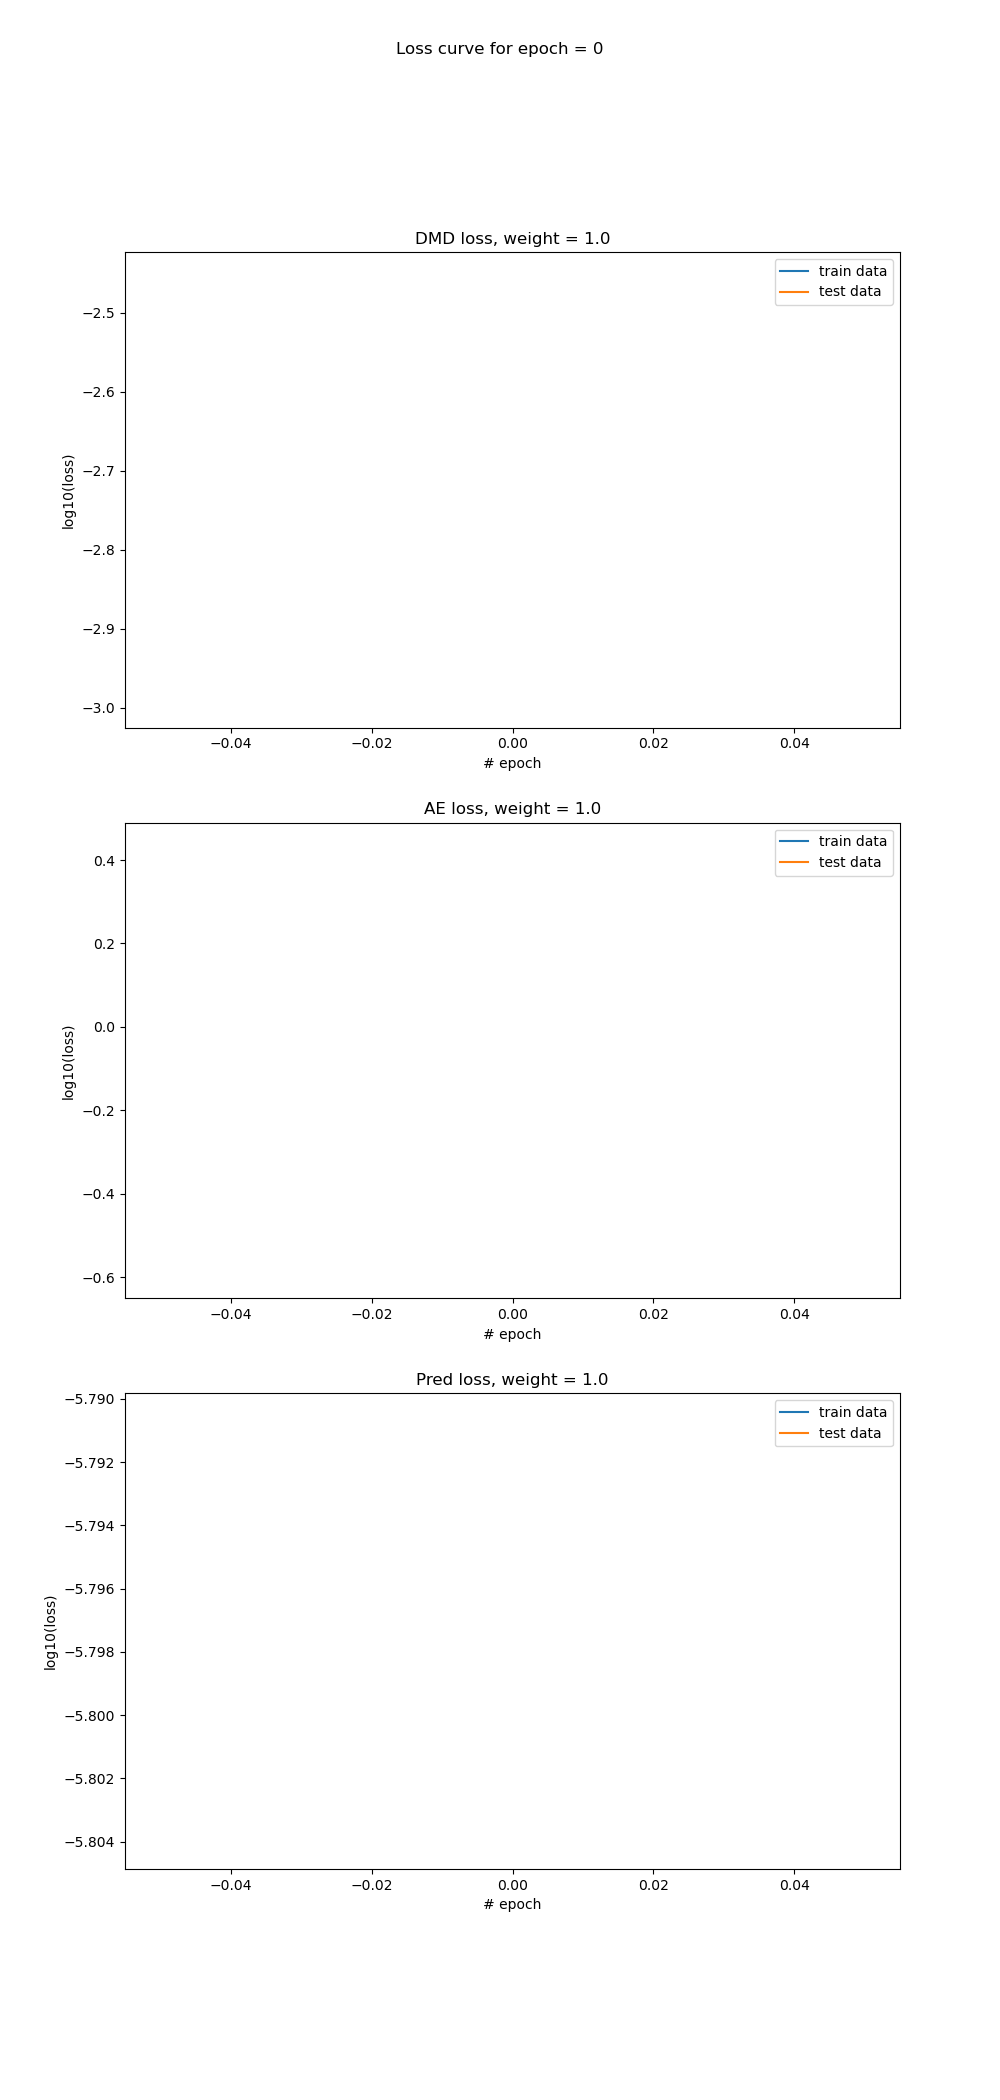 Loss curve for epoch = 0
DMD loss, weight = 1.0
train data
test data
−2.5
−2.6
−2.7
−2.8
−2.9
−3.0
log10(loss)
−0.04 −0.02 0.00 0.02 0.04
# epoch
AE loss, weight = 1.0
train data
test data
0.4
0.2
0.0
−0.2
−0.4
−0.6
log10(loss)
−0.04 −0.02 0.00 0.02 0.04
# epoch
Pred loss, weight = 1.0
train data
test data
−5.790
−5.792
−5.794
−5.796
−5.798
−5.800
−5.802
−5.804
log10(loss)
−0.04 −0.02 0.00 0.02 0.04
# epoch